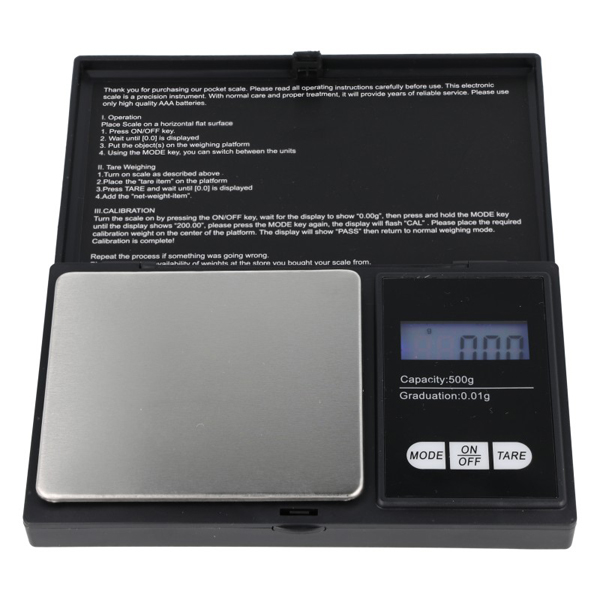 Thank you for purchasing our pocket scale. Please read all operating instructions carefully before use. This electronic
scale is a precision instrument. With normal care and proper treatment, it will provide years of reliable service. Please use
only high quality AAA batteries.
I. Operation
Place Scale on a horizontal flat surface
1. Press ON/OFF key.
2. Wait until [0.0] is displayed
3. Put the object(s) on the weighing platform
4. Using the MODE key, you can switch between the units
II. Tare Weighing
1.Turn on scale as described above
2.Place the "tare item" on the platform
3.Press TARE and wait until [0.0] is displayed
4.Add the "net-weight-item".
III.CALIBRATION
Turn the scale on by pressing the ON/OFF key, wait for the display to show "0.00g", then press and hold the MODE key
until the display shows "200.00", please press the MODE key again, the display will flash "CAL" . Please place the required
calibration weight on the center of the platform. The display will show "PASS" then return to normal weighing mode.
Calibration is complete!
Repeat the process if something was going wrong.
availability of weights at the store you bought your scale from.
g
0.00
Capacity:500g
Graduation:0.01g
MODE
ON
OFF
TARE